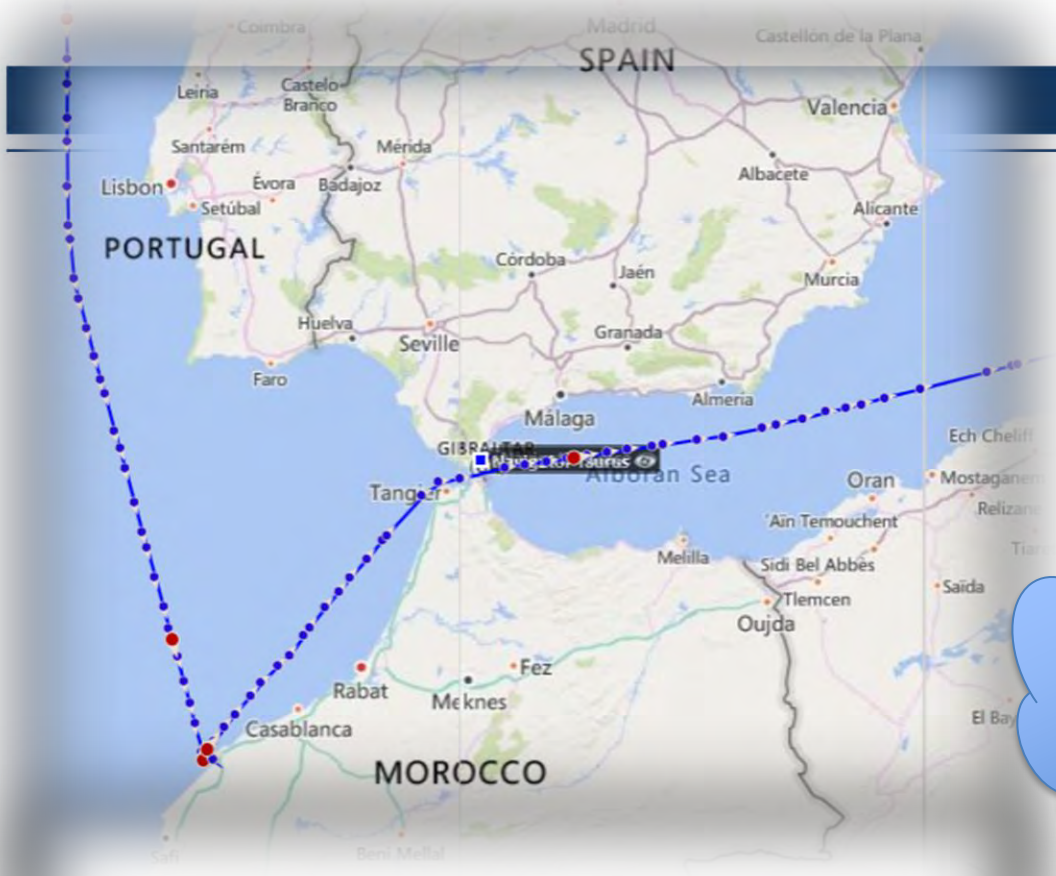 Coimbra
Madrid
Castellón de la Plana
SPAIN
Leiria
Castelo
Branco
Valencia
Santarém
Mérida
Albacete
Lisbon
Évora
Badajoz
Setúbal
Alicante
PORTUGAL
Córdoba
Jaén
Murcia
Huelva
Seville
Granada
Faro
Almeria
Málaga
Ech Cheliff
GIBRALTAR
Taurus
Alboran Sea
Tangier
Oran
Mostaganem
Relizane
'Aïn Temouchent
Melilla
Sidi Bel Abbès
Saïda
Tlemcen
Oujda
Fez
Rabat
Meknes
El Bay
Casablanca
MOROCCO
Safi
Beni Mellal